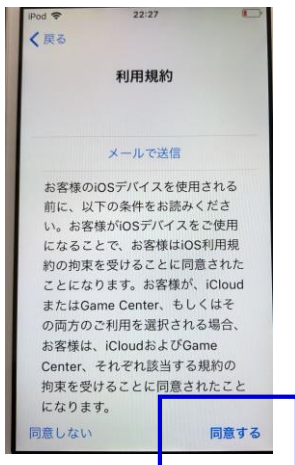 iPod 22:27
戻る
利用規約
メールで送信
お客様のiOSデバイスを使用される
前に、以下の条件をお読みくださ
い。お客様がiOSデバイスをご使用
になることで、お客様はiOS利用規
約の拘束を受けることに同意された
ことになります。お客様が、iCloud
またはGame Center、もしくはそ
の両方のご利用を選択される場合、
お客様は、iCloudおよびGame
Center、それぞれ該当する規約の
拘束を受けることに同意されたこと
になります。
同意しない 同意する